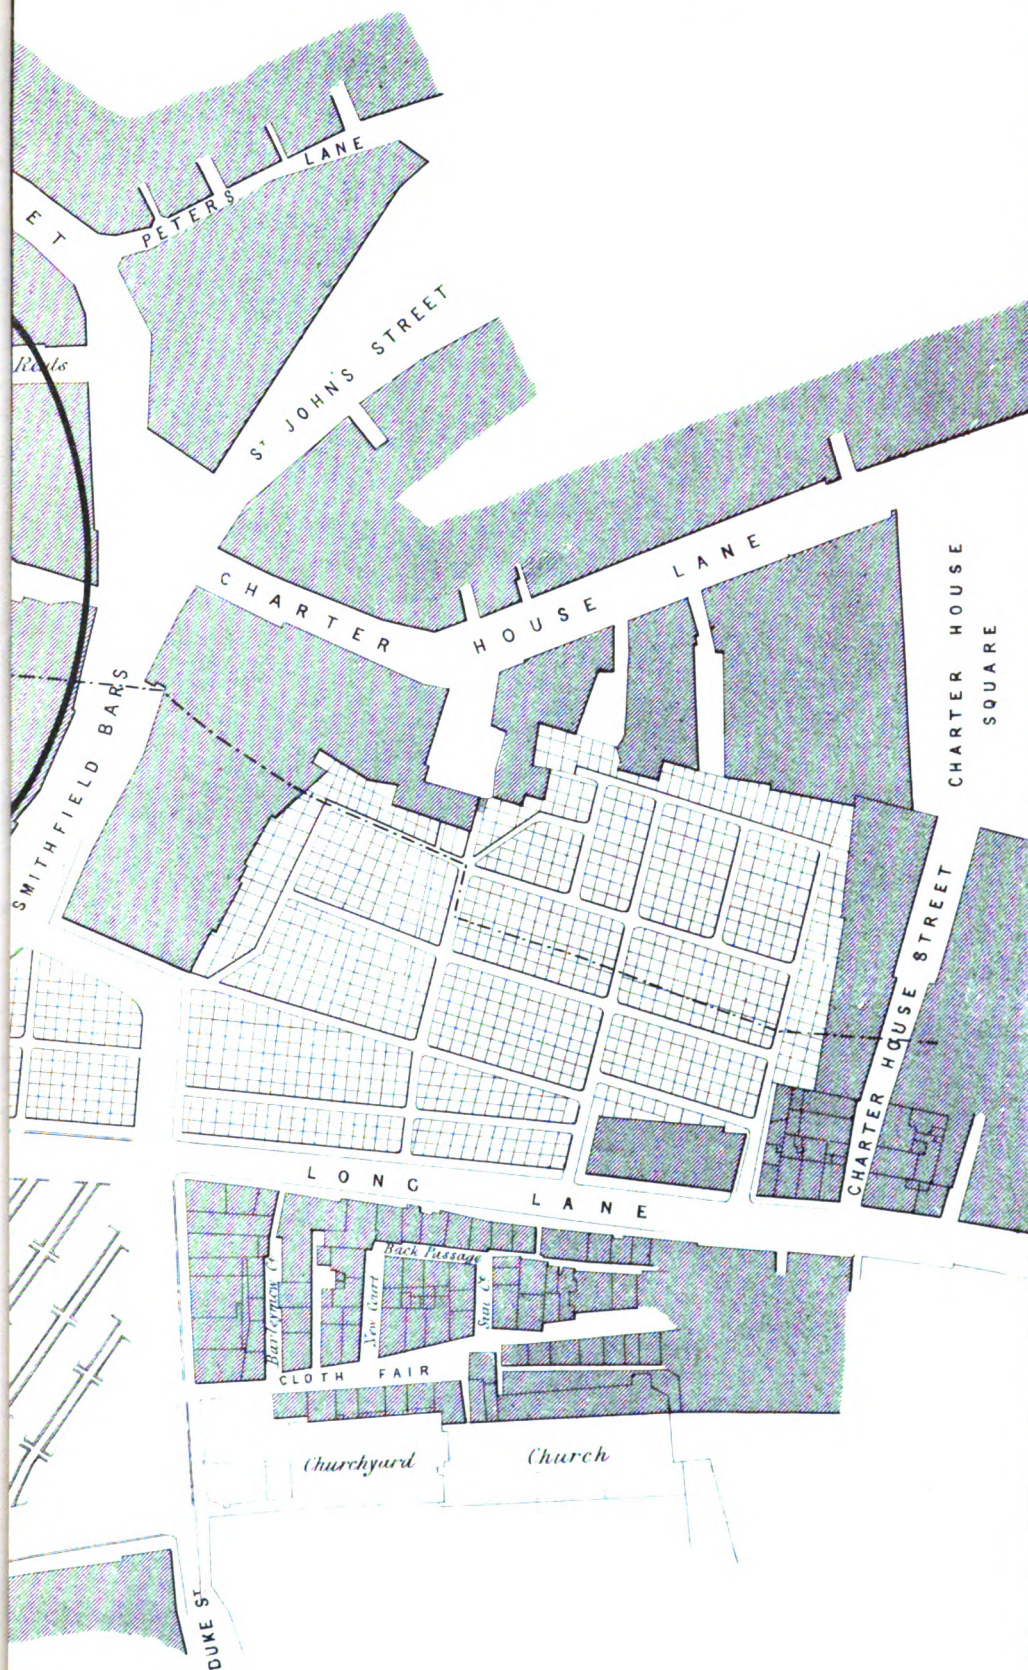 PETERS LANE
ET
Rents
ST JOHN'S STREET
CHARTER HOUSE LANE
CHARTER HOUSE
SQUARE
SMITHFIELD BARS
CHARTER HOUSE STREET
LONG LANE
Back Passage
Barleymow Ct
New Court
Sun Ct
CLOTH FAIR
Churchyard
Church
DUKE ST